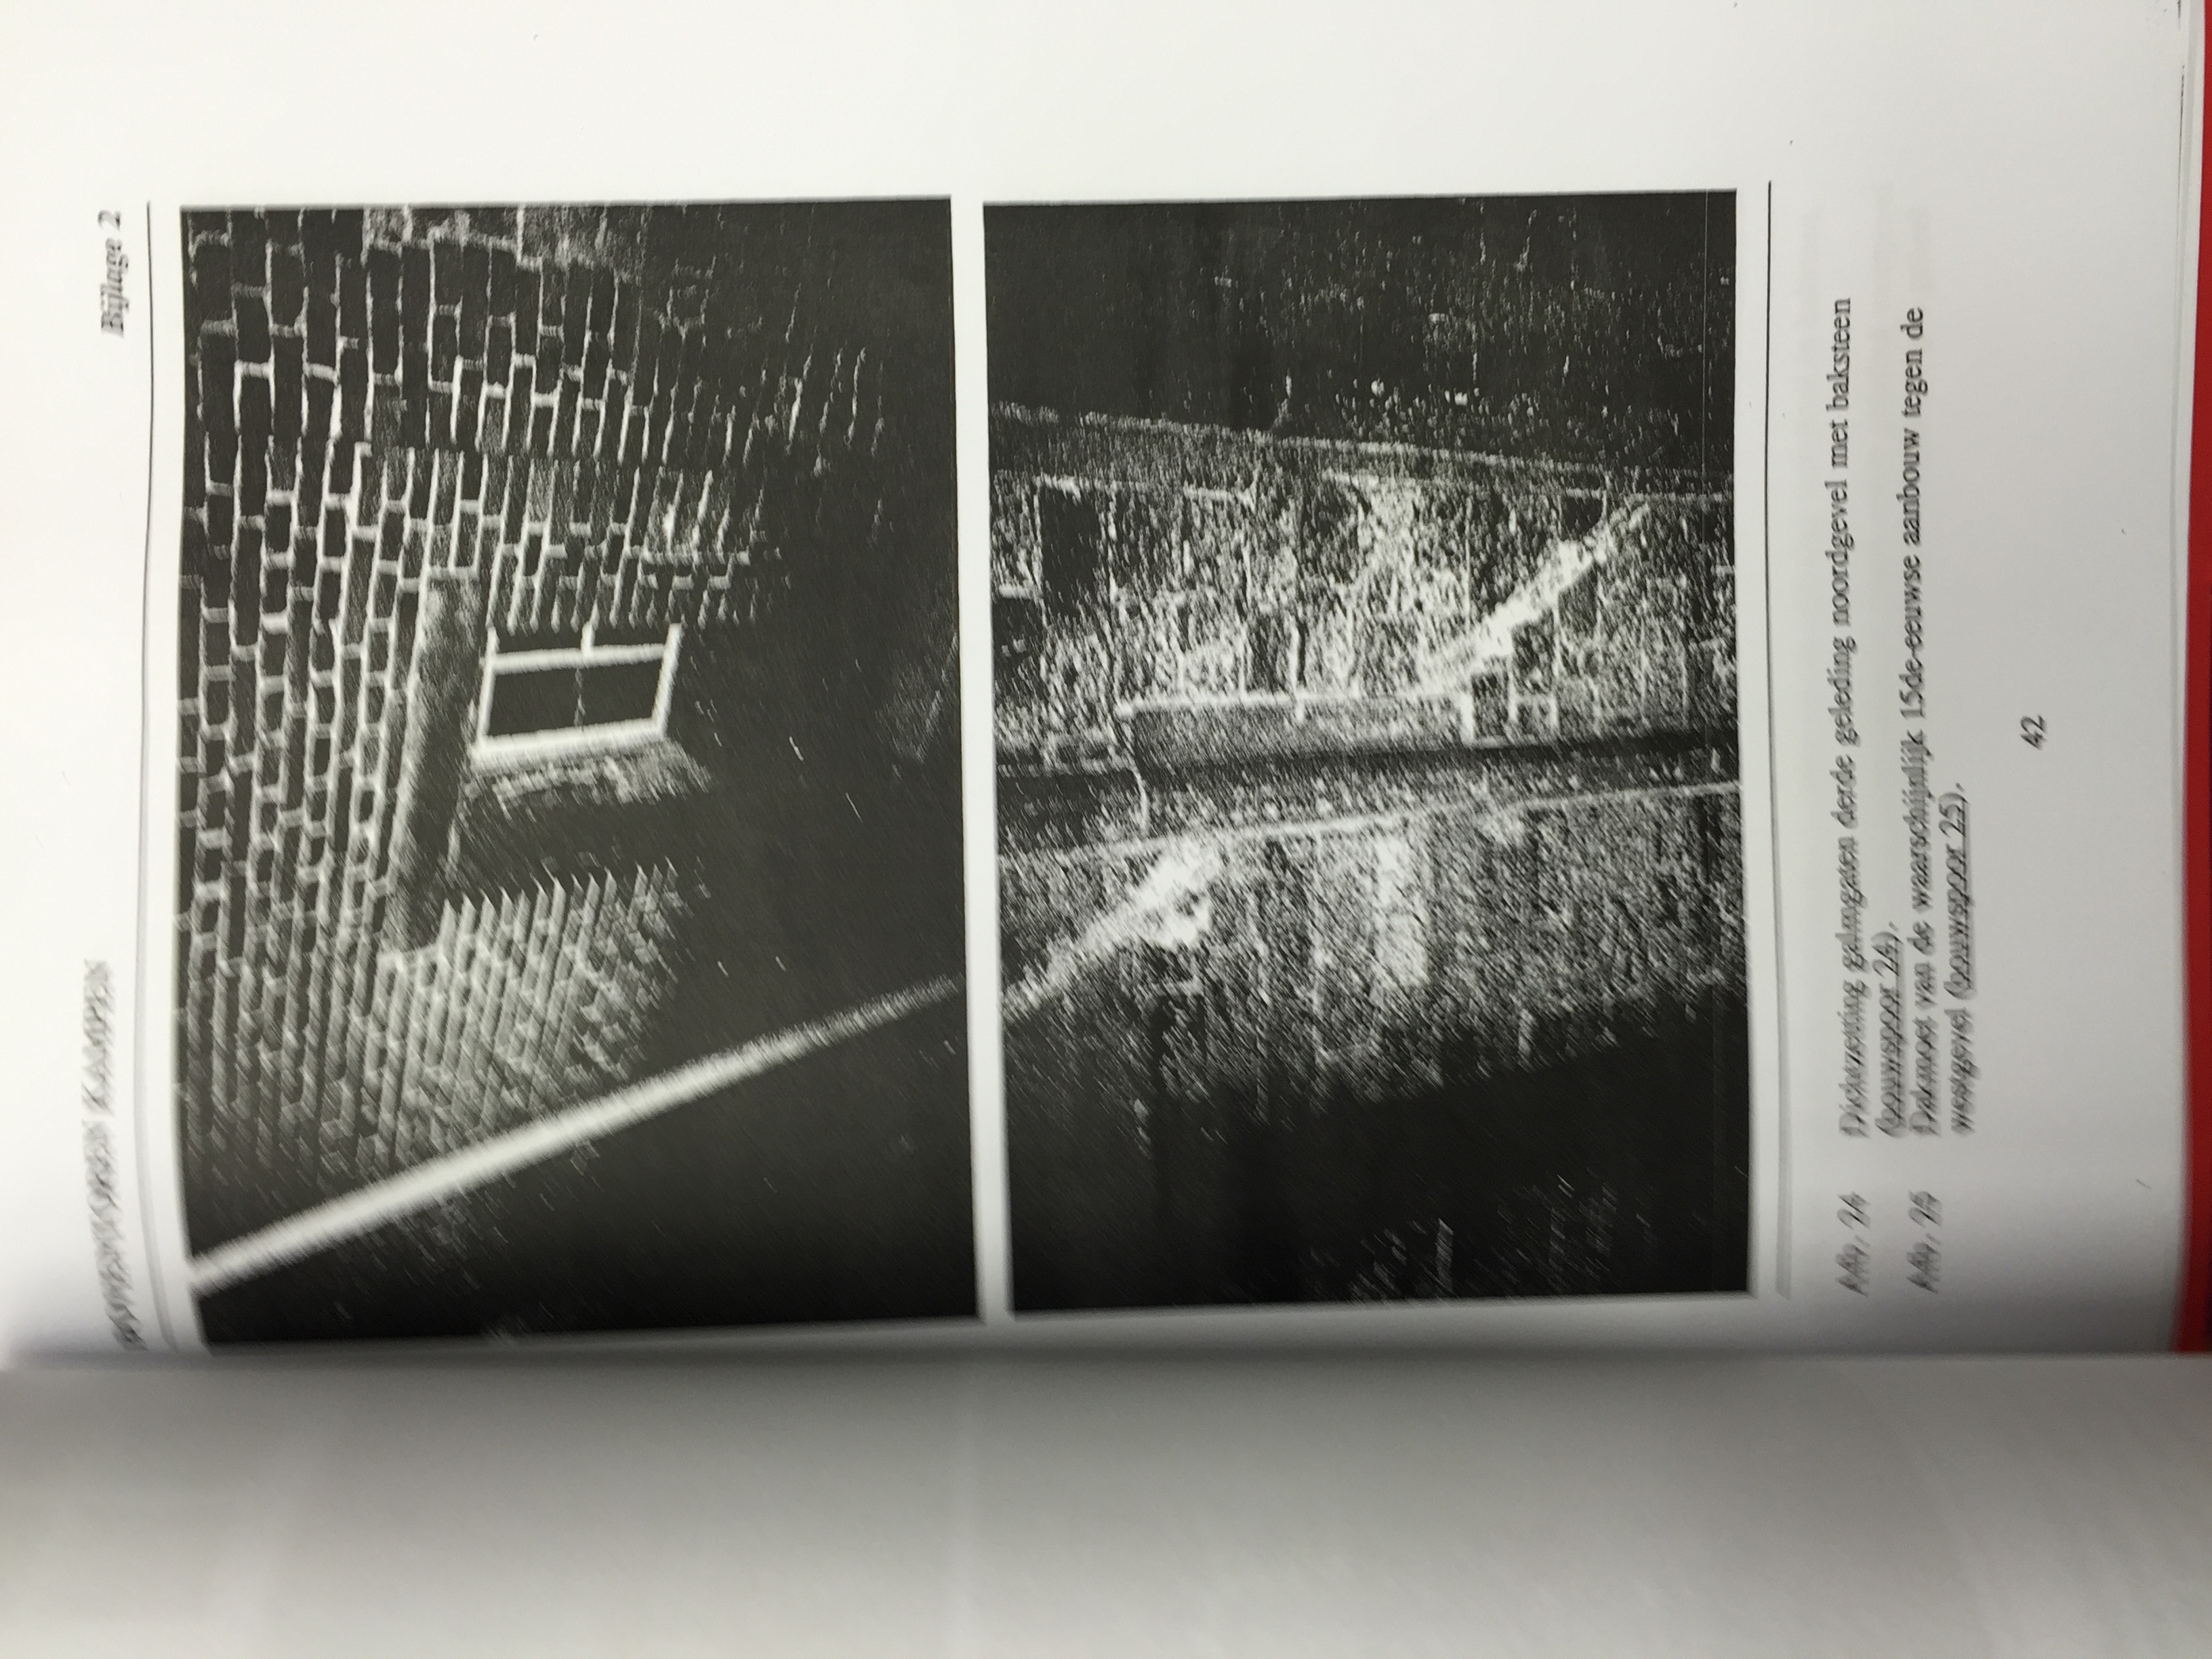 BOVENKERK KAMPEN Bijlage 2
Afb. 24 Dichtzetting galmgaten derde geleding noordgevel met baksteen
(bouwspoor 24).
Afb. 25 Dakmoet van de waarschijnlijk 15de-eeuwse aanbouw tegen de
westgevel (bouwspoor 25).
42